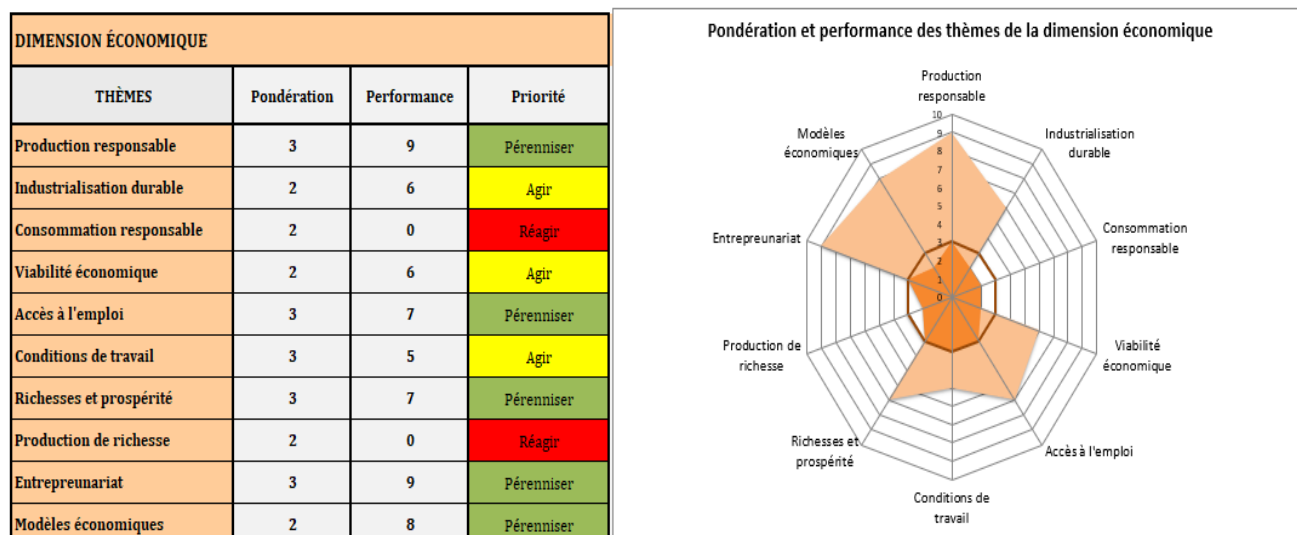 DIMENSION ÉCONOMIQUE
THÈMES Pondération Performance Priorité
Production responsable 3 9 Pérenniser
Industrialisation durable 2 6 Agir
Consommation responsable 2 0 Réagir
Viabilité économique 2 6 Agir
Accès à l'emploi 3 7 Pérenniser
Conditions de travail 3 5 Agir
Richesses et prospérité 3 7 Pérenniser
Production de richesse 2 0 Réagir
Entrepreunariat 3 9 Pérenniser
Modèles économiques 2 8 Pérenniser
Pondération et performance des thèmes de la dimension économique
Production
responsable
Industrialisation
durable
Consommation
responsable
Viabilité
économique
Accès à l'emploi
Conditions de
travail
Richesses et
prospérité
Production de
richesse
Entrepreunariat
Modèles
économiques
10
9
8
7
6
5
4
3
2
1
0